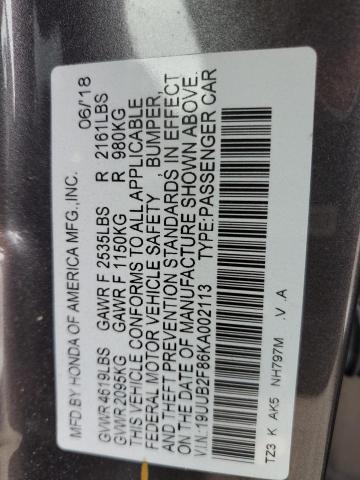 MFD BY HONDA OF AMERICA MFG.,INC. 06/'18
GVWR 4619LBS GAWR F 2535LBS R 2161LBS
GVWR 2095KG GAWR F 1150KG R 980KG
THIS VEHICLE CONFORMS TO ALL APPLICABLE
FEDERAL MOTOR VEHICLE SAFETY , BUMPER,
AND THEFT PREVENTION STANDARDS IN EFFECT
ON THE DATE OF MANUFACTURE SHOWN ABOVE.
V.I.N.:19UUB2F86KA002113 TYPE:PASSENGER CAR
TZ3 K AK5 NH797M .V .A